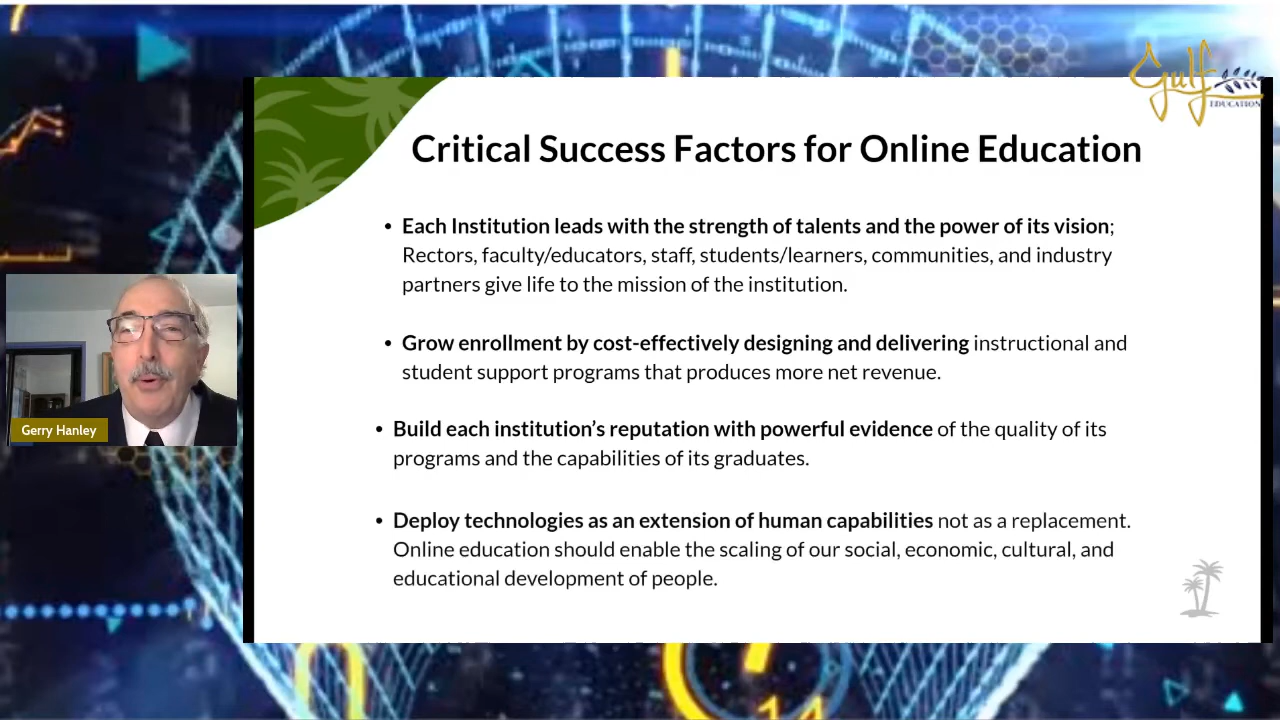 Gulf
EDUCATION
Critical Success Factors for Online Education
• Each Institution leads with the strength of talents and the power of its vision;
Rectors, faculty/educators, staff, students/learners, communities, and industry
partners give life to the mission of the institution.
• Grow enrollment by cost-effectively designing and delivering instructional and
student support programs that produces more net revenue.
• Build each institution’s reputation with powerful evidence of the quality of its
programs and the capabilities of its graduates.
• Deploy technologies as an extension of human capabilities not as a replacement.
Online education should enable the scaling of our social, economic, cultural, and
educational development of people.
Gerry Hanley
14